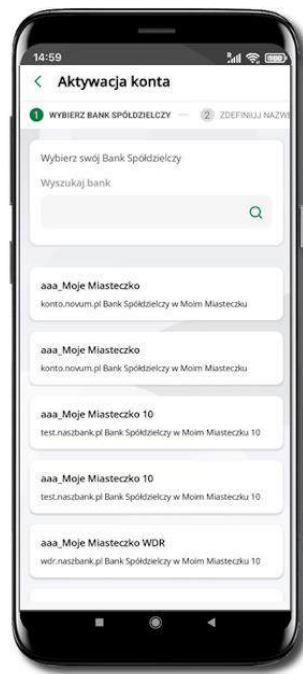 14:59
Aktywacja konta
1 WYBIERZ BANK SPÓŁDZIELCZY 2 ZDEFINIUJ NAZW
Wybierz swój Bank Spółdzielczy
Wyszukaj bank
aaa_Moje Miasteczko
konto.novum.pl Bank Spółdzielczy w Moim Miasteczku
aaa_Moje Miasteczko
konto.novum.pl Bank Spółdzielczy w Moim Miasteczku
aaa_Moje Miasteczko 10
test.naszbank.pl Bank Spółdzielczy w Moim Miasteczku 10
aaa_Moje Miasteczko 10
test.naszbank.pl Bank Spółdzielczy w Moim Miasteczku 10
aaa_Moje Miasteczko WDR
wdr.naszbank.pl Bank Spółdzielczy w Moim Miasteczku 10